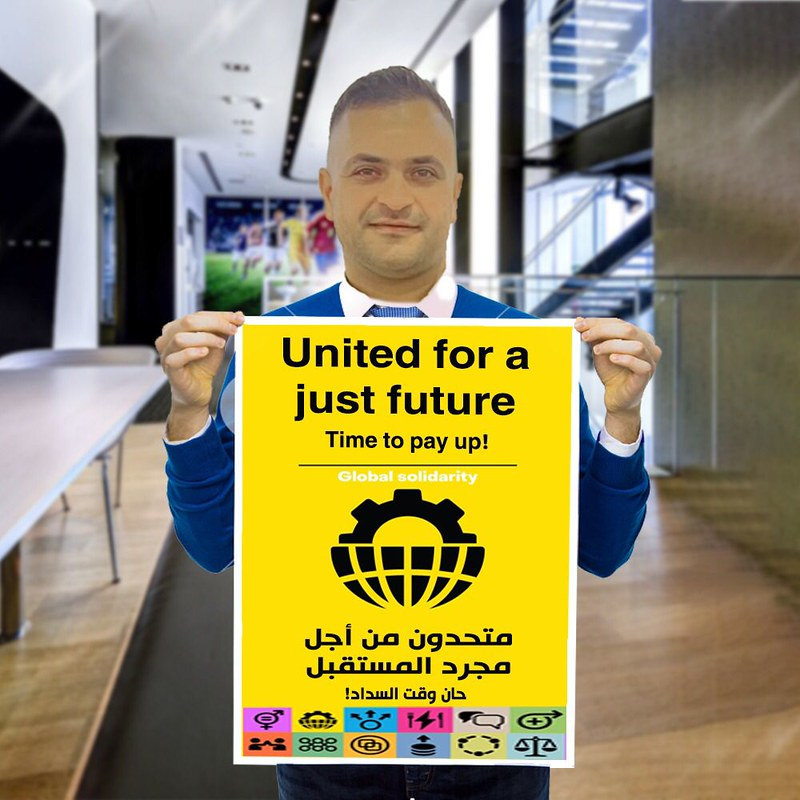 United for a
just future
Time to pay up!
Global solidarity
متحدون من أجل
مجرد المستقبل
حان وقت السداد!